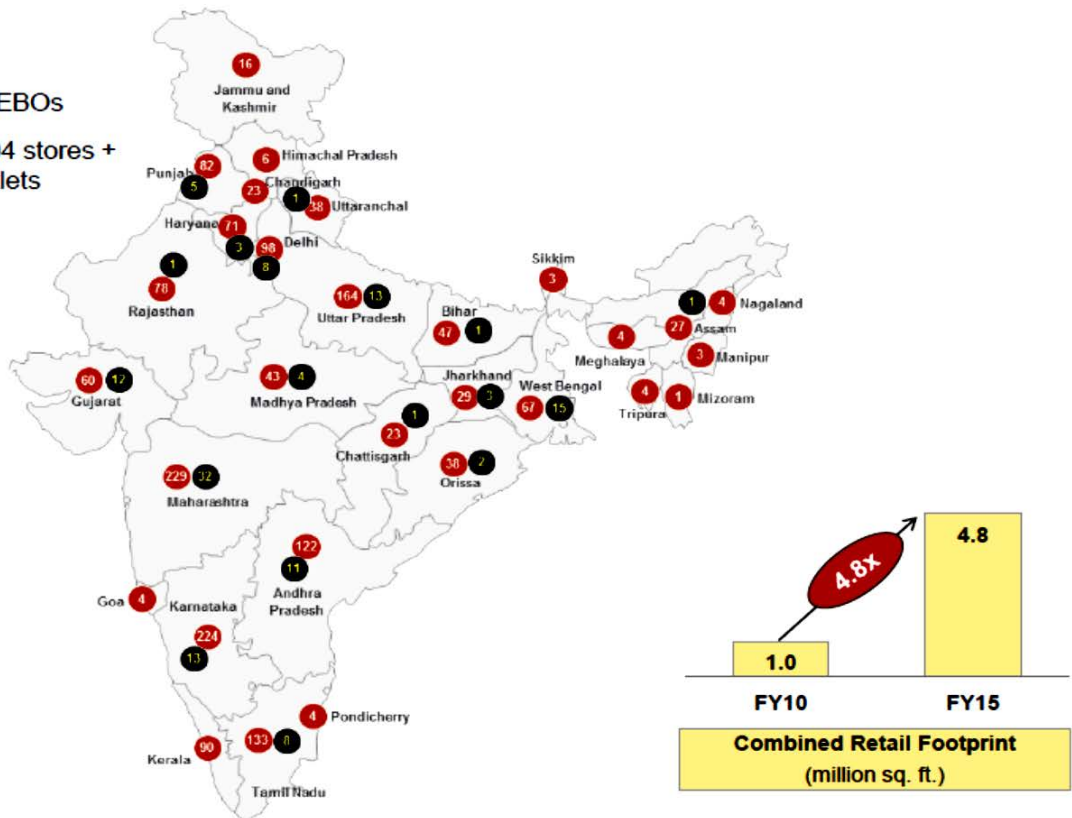 EBOs
4 stores +
lets
16
Jammu and
Kashmir
6
Himachal Pradesh
82
Punjab
5
Chandigarh
23
1
38
Uttaranchal
Haryana
71
3
Delhi
98
8
1
78
Rajasthan
164
13
Uttar Pradesh
Sikkim
3
Bihar
47
1
1
4
Nagaland
27
Assam
4
Meghalaya
3
Manipur
4
Tripura
1
Mizoram
60
Gujarat
43
4
Madhya Pradesh
Jharkhand
29
3
West Bengal
67
15
1
23
Chattisgarh
38
2
Orissa
229
32
Maharashtra
122
11
Andhra
Pradesh
Goa
4
Karnataka
224
13
4
Pondicherry
133
8
Tamil Nadu
90
Kerala
4.8x
1.0
4.8
FY10
FY15
Combined Retail Footprint
(million sq. ft.)